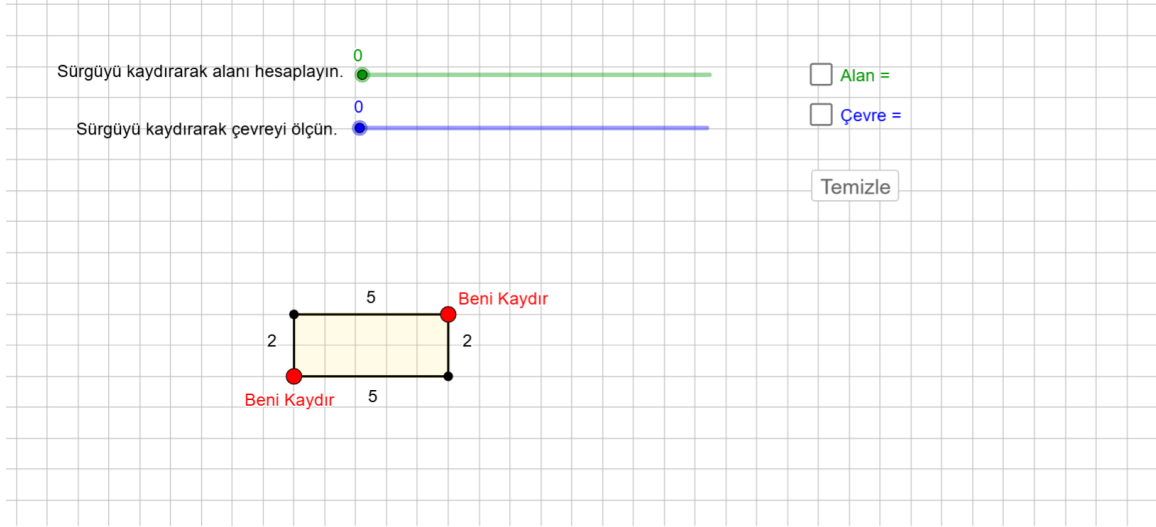 0
Sürgüyü kaydırarak alanı hesaplayın.
Alan =
0
Çevre =
Sürgüyü kaydırarak çevreyi ölçün.
Temizle
5
Beni Kaydır
2
2
Beni Kaydır
5